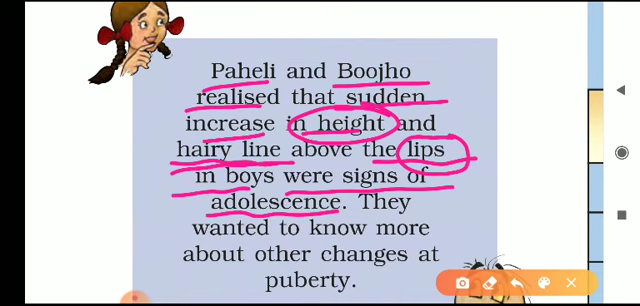 Paheli and Boojho
realised that sudden
increase in height and
hairy line above the lips
in boys were signs of
adolescence. They
wanted to know more
about other changes at
puberty.